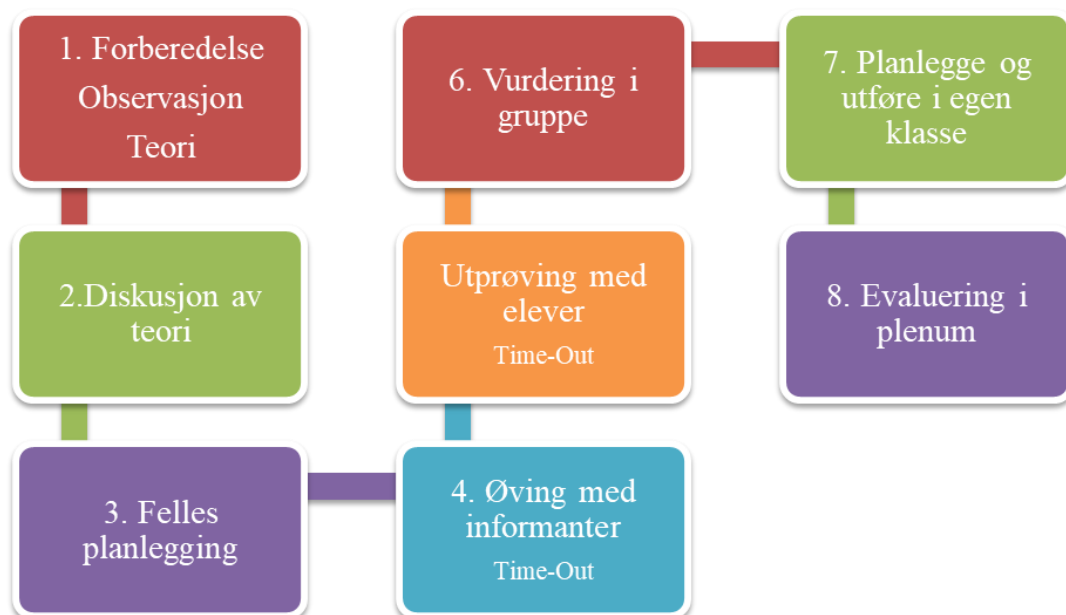 1. Forberedelse
Observasjon
Teori
2.Diskusjon av
teori
3. Felles
planlegging
4. Øving med
informanter
Time-Out
Utprøving med
elever
Time-Out
6. Vurdering i
gruppe
7. Planlegge og
utføre i egen
klasse
8. Evaluering i
plenum